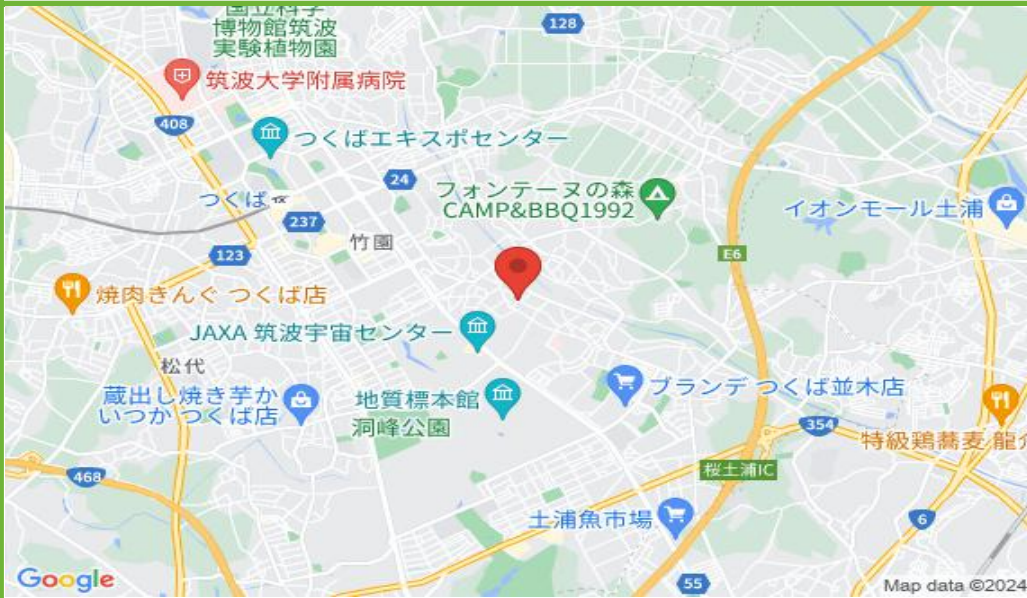 国立科学
博物館筑波
実験植物園
128
筑波大学附属病院
408
つくばエキスポセンター
24
フォンテーヌの森
CAMP&BBQ1992
つくば
イオンモール土浦
237
竹園
123
E6
焼肉きんぐ つくば店
JAXA 筑波宇宙センター
松代
蔵出し焼き芋か
いつか つくば店
地質標本館
洞峰公園
ブランデ つくば並木店
354
特級鶏蕎麦 龍介
桜土浦IC
468
土浦魚市場
6
55
Google
Map data ©2024